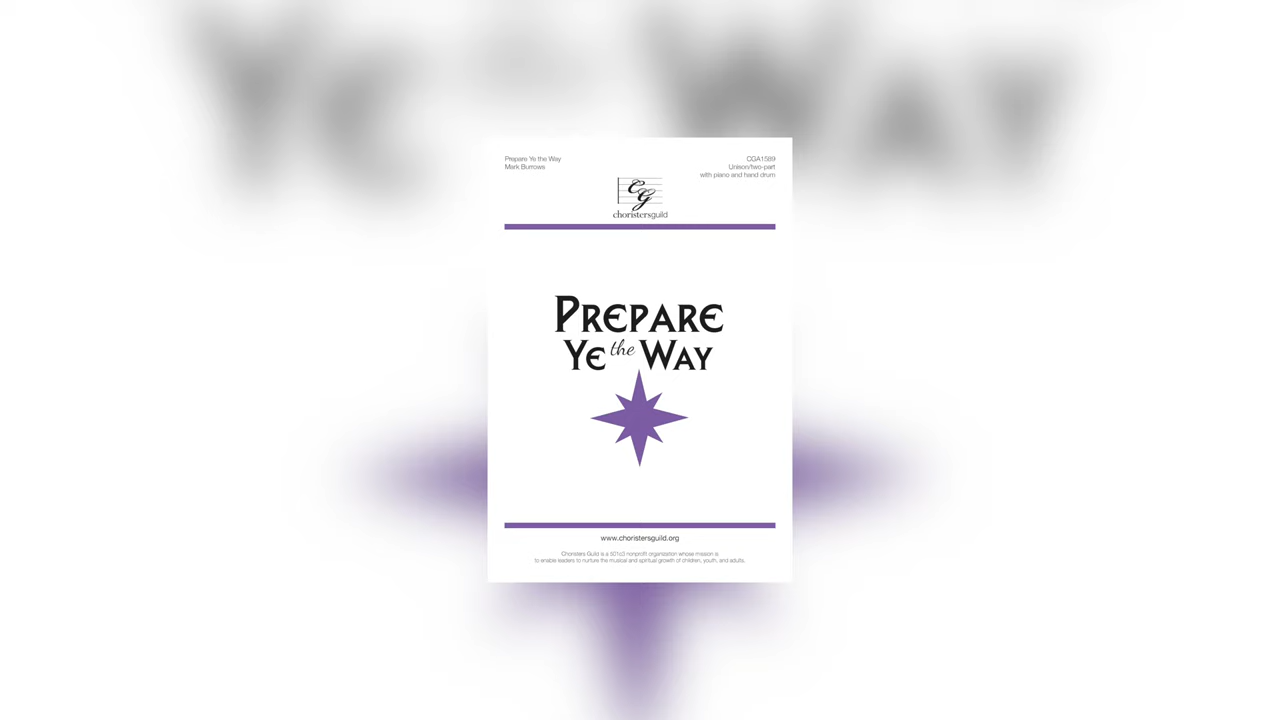 Prepare Ye the Way
Mark Burrows
CGA1589
Unison/two-part
with piano and hand drum
CG
choristersguild
PREPARE
YE the WAY
www.choristersguild.org
Choristers Guild is a 501c3 nonprofit organization whose mission is
to enable leaders to nurture the musical and spiritual growth of children, youth, and adults.